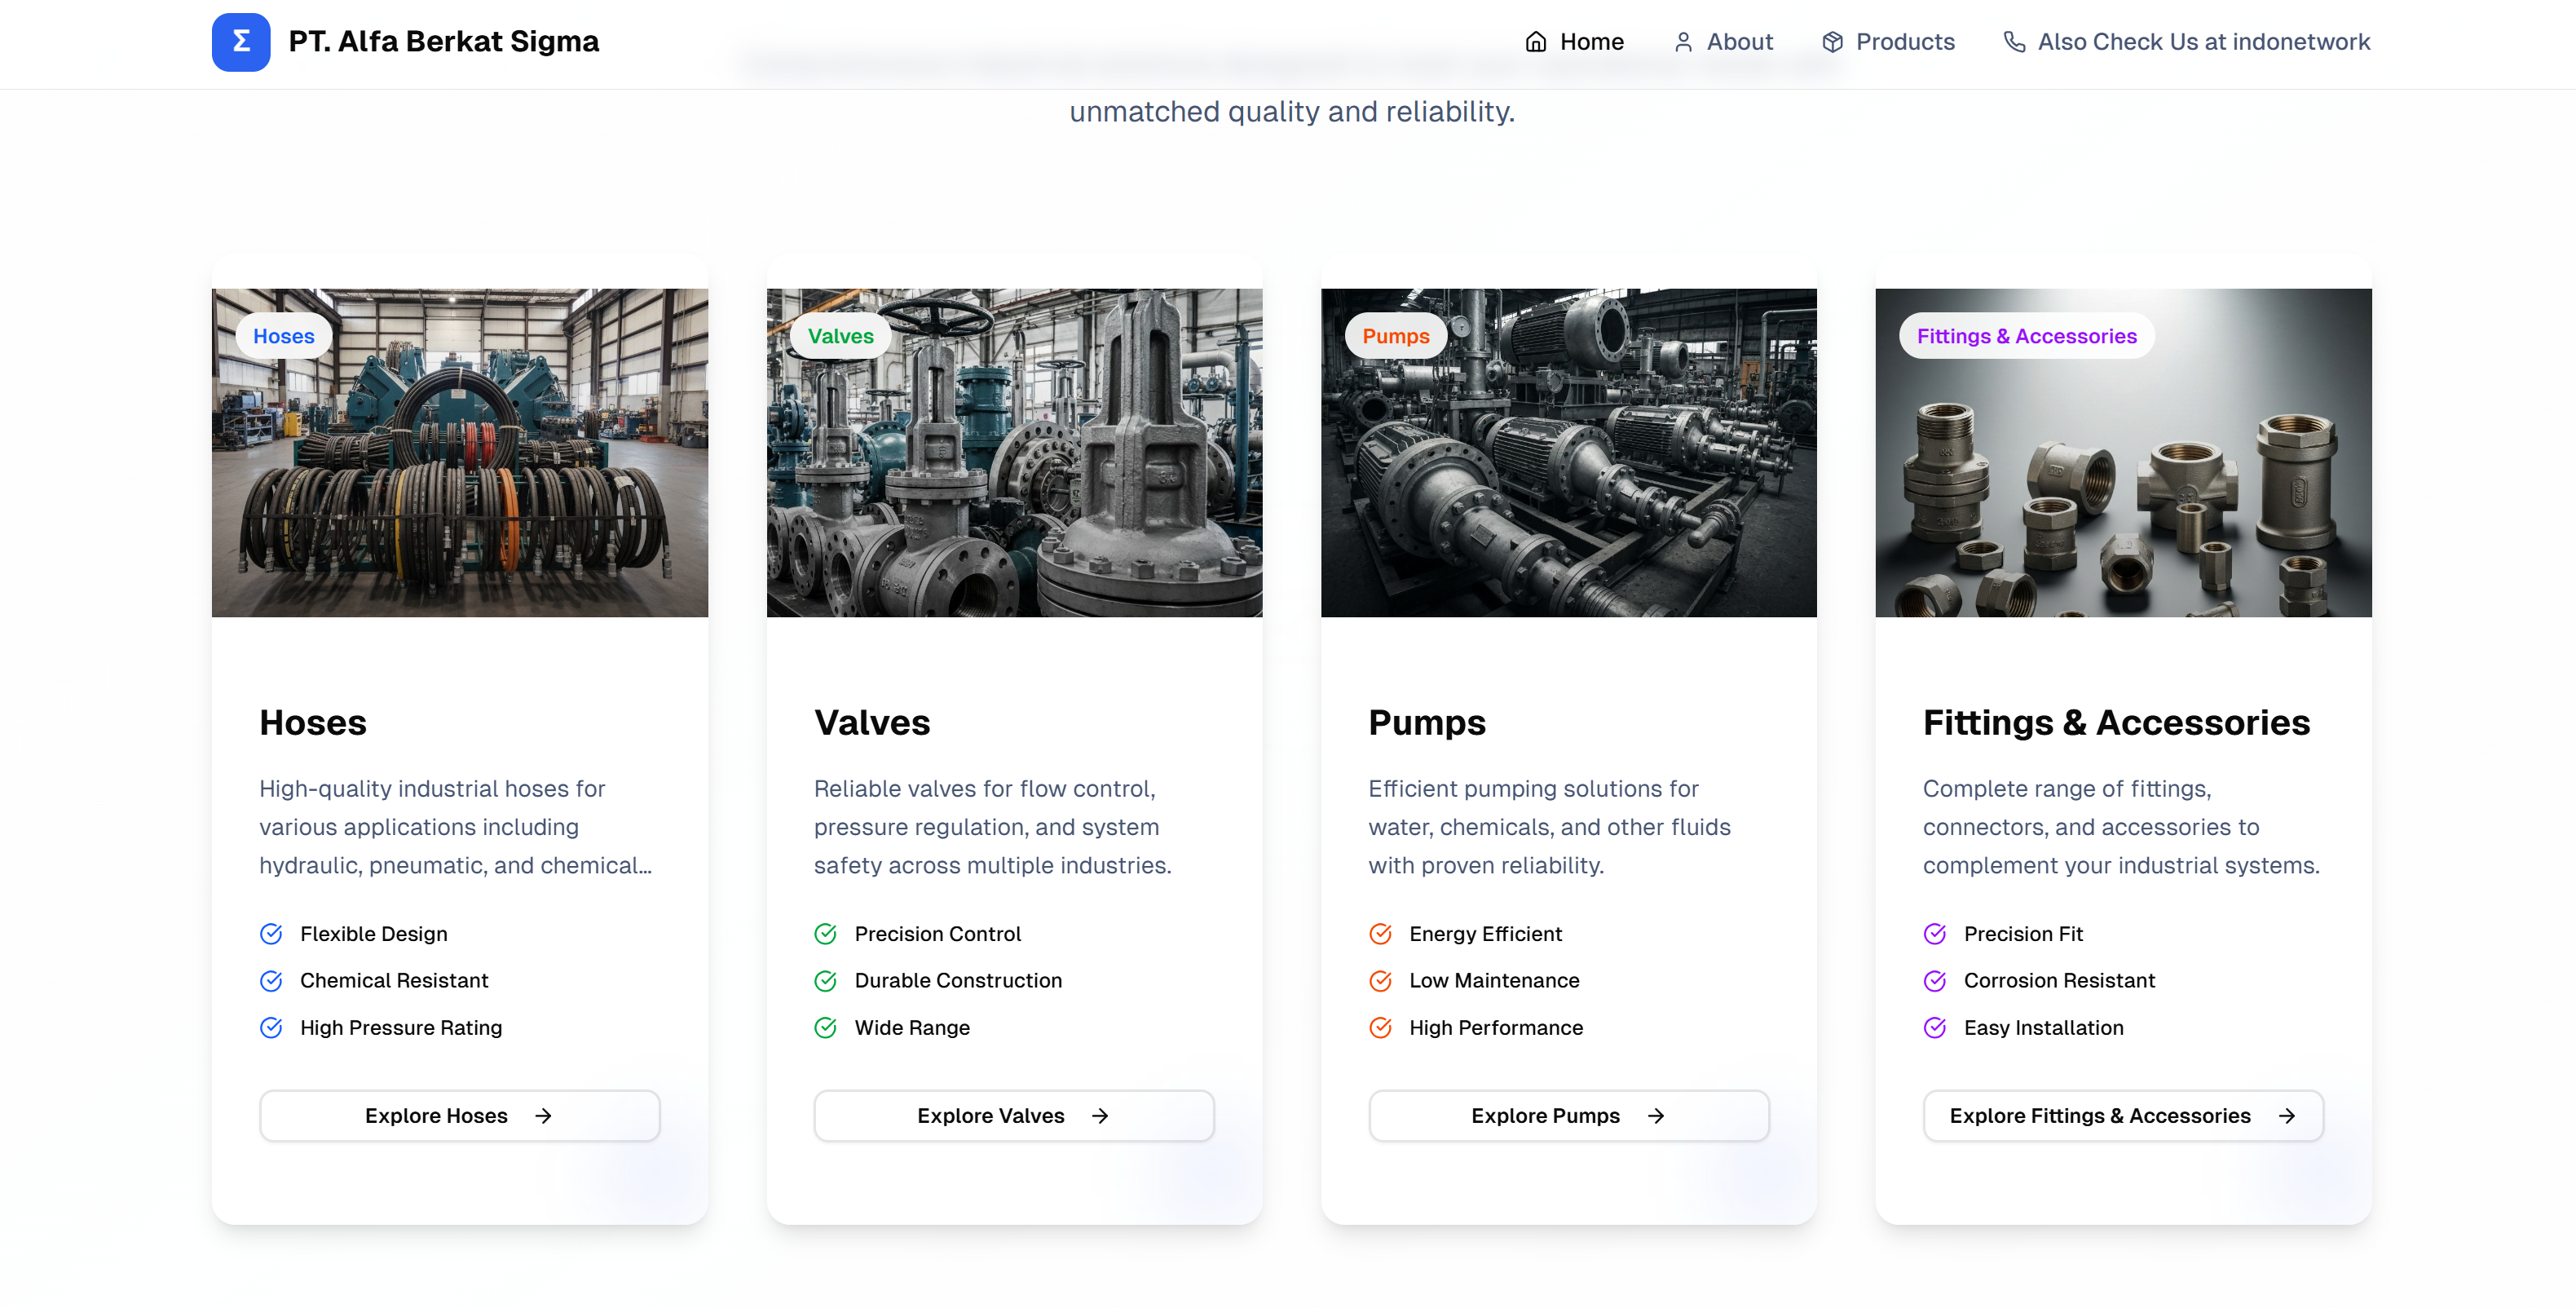 Σ PT. Alfa Berkat Sigma
Home About Products Also Check Us at indonetwork
unmatched quality and reliability.
Hoses
Valves
Pumps
Fittings & Accessories
Hoses
High-quality industrial hoses for
various applications including
hydraulic, pneumatic, and chemical...
Flexible Design
Chemical Resistant
High Pressure Rating
Explore Hoses →
Valves
Reliable valves for flow control,
pressure regulation, and system
safety across multiple industries.
Precision Control
Durable Construction
Wide Range
Explore Valves →
Pumps
Efficient pumping solutions for
water, chemicals, and other fluids
with proven reliability.
Energy Efficient
Low Maintenance
High Performance
Explore Pumps →
Fittings & Accessories
Complete range of fittings,
connectors, and accessories to
complement your industrial systems.
Precision Fit
Corrosion Resistant
Easy Installation
Explore Fittings & Accessories →